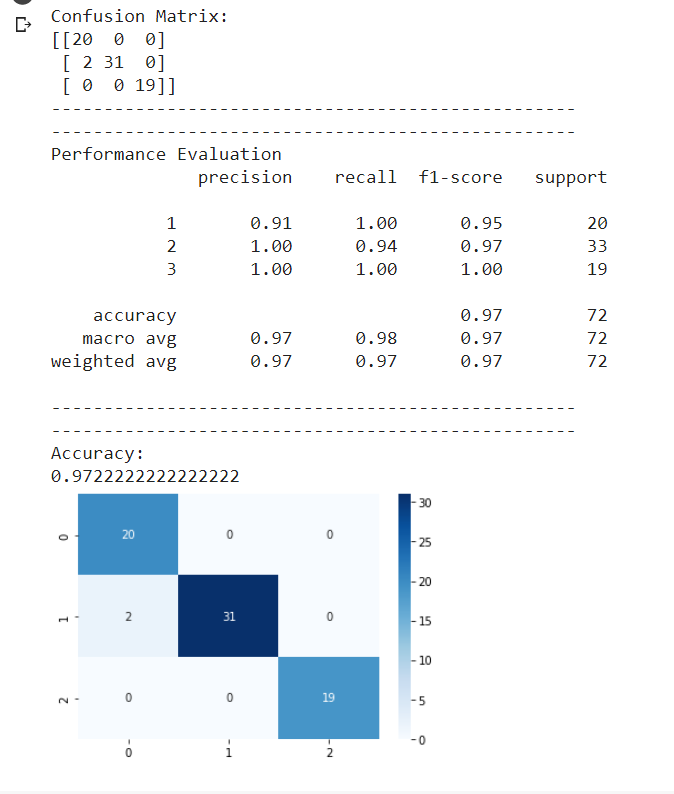 Confusion Matrix:
[[20  0  0]
 [ 2 31  0]
 [ 0  0 19]]
--------------------------------------------------
--------------------------------------------------
Performance Evaluation
              precision    recall  f1-score   support

           1       0.91      1.00      0.95        20
           2       1.00      0.94      0.97        33
           3       1.00      1.00      1.00        19

    accuracy                           0.97        72
   macro avg       0.97      0.98      0.97        72
weighted avg       0.97      0.97      0.97        72

--------------------------------------------------
--------------------------------------------------
Accuracy:
0.9722222222222222
30
25
20
15
10
5
0
0 20 0 0
1 2 31 0
2 0 0 19
0 1 2